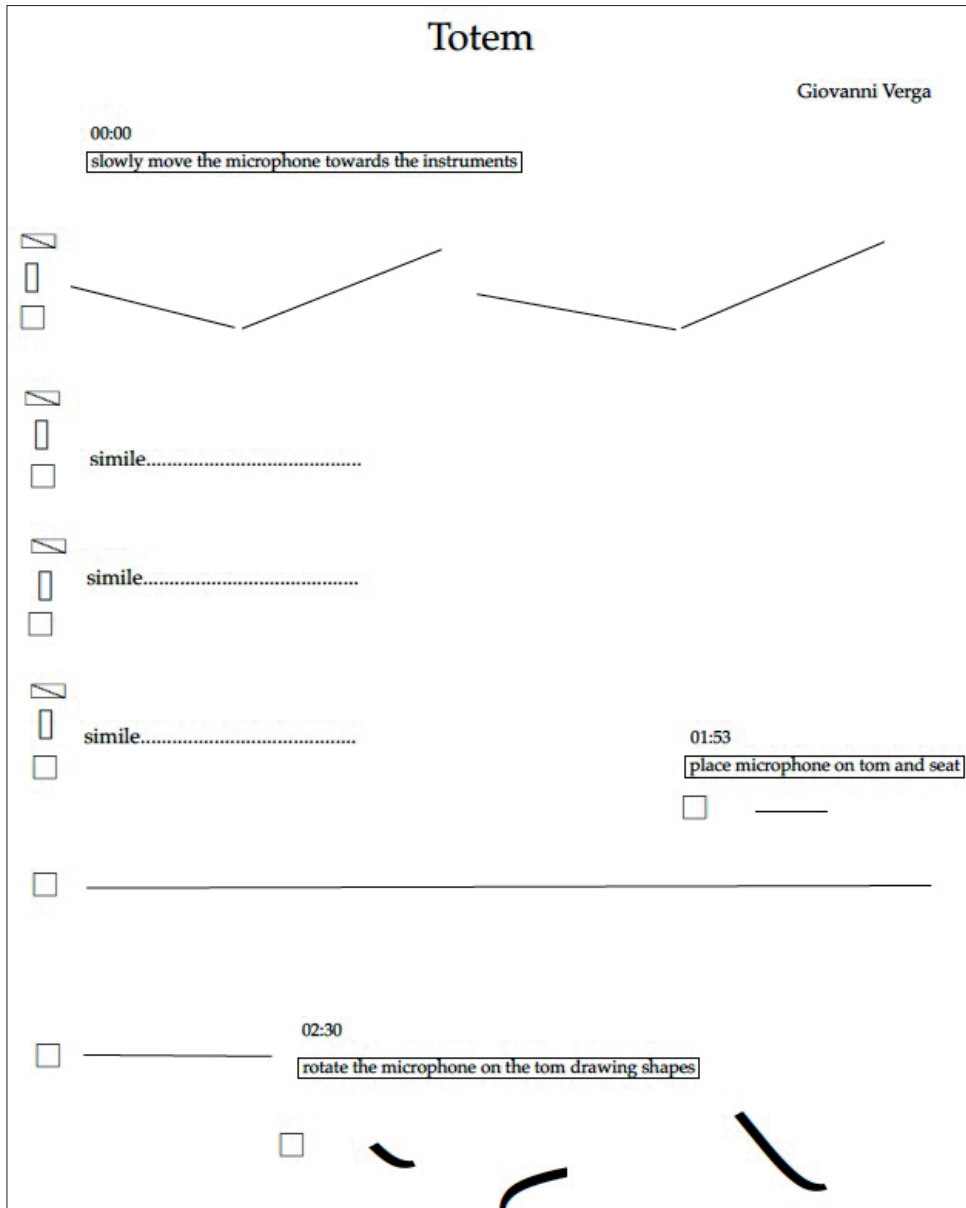 Totem
Giovanni Verga
00:00
slowly move the microphone towards the instruments
simile.........................................
simile.........................................
simile.........................................
01:53
place microphone on tom and seat
02:30
rotate the microphone on the tom drawing shapes